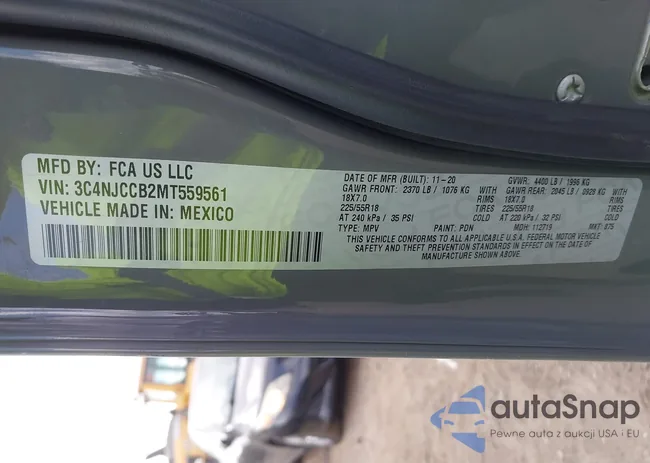 MFD BY: FCA US LLC
VIN: 3C4NJCCB2MT559561
VEHICLE MADE IN: MEXICO
DATE OF MFR (BUILT): 11-20 GVWR: 4400 LB / 1996 KG
GAWR FRONT: 2370 LB / 1076 KG GAWR REAR: 2045 LB / 0928 KG
18X7.0 RIMS 18X7.0 RIMS
225/55R18 TIRES 225/55R18 TIRES
AT 240 kPa / 35 PSI COLD AT 220 kPa / 32 PSI COLD
TYPE: MPV PAINT: PDN MDH: 112719 MKT: 875
THIS VEHICLE CONFORMS TO ALL APPLICABLE U.S.A. FEDERAL MOTOR VEHICLE
SAFETY AND THEFT PREVENTION STANDARDS IN EFFECT ON THE DATE OF
MANUFACTURE SHOWN ABOVE.
autaSnap
Pewne auta z aukcji USA i EU